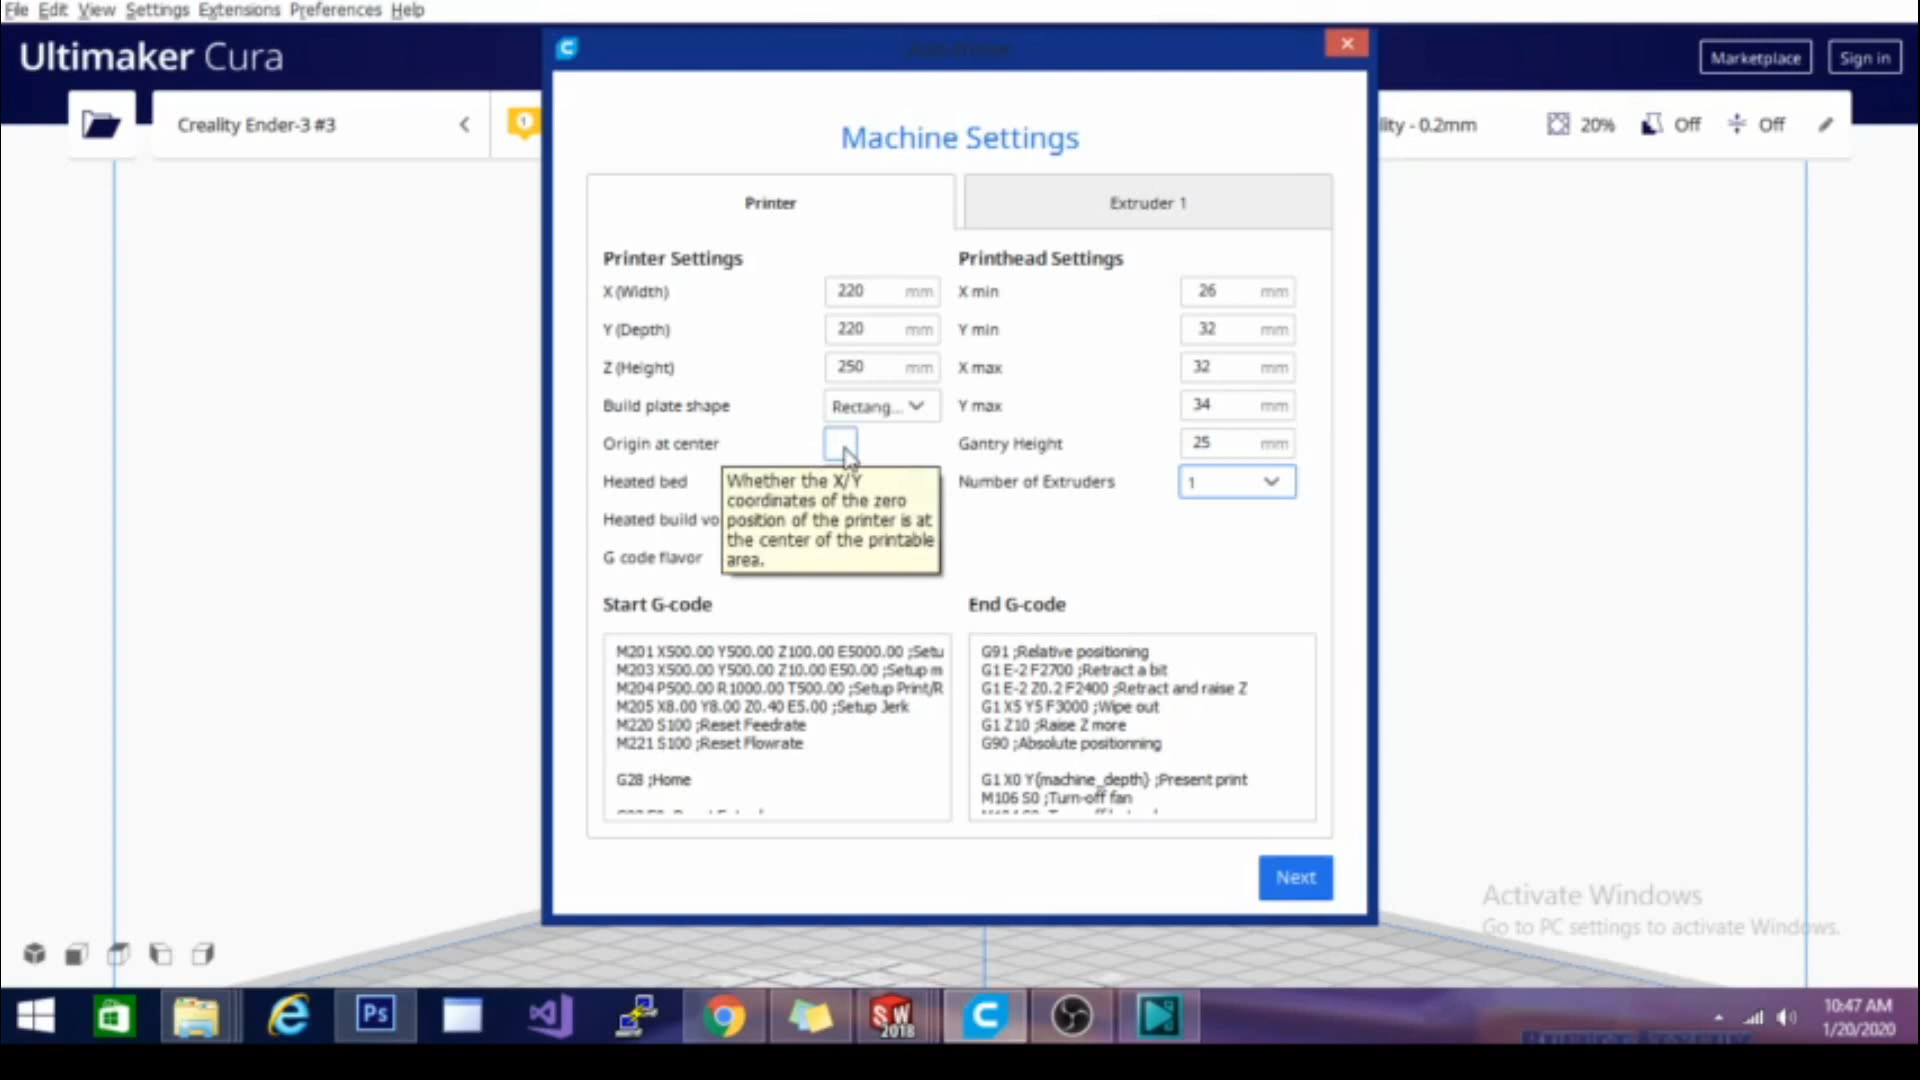 File Edit View Settings Extensions Preferences Help
Ultimaker Cura
Marketplace
Sign in
Creality Ender-3 #3
1
lity - 0.2mm
20%
Off
Off
Machine Settings
Printer
Extruder 1
Printer Settings
Printhead Settings
X (Width)
220 mm
X min
26 mm
Y (Depth)
220 mm
Y min
32 mm
Z (Height)
250 mm
X max
32 mm
Build plate shape
Rectang...
Y max
34 mm
Origin at center
Gantry Height
25 mm
Heated bed
Number of Extruders
1
Heated build vo
G code flavor
Whether the X/Y
coordinates of the zero
position of the printer is at
the center of the printable
area.
Start G-code
End G-code
M201 X500.00 Y500.00 Z100.00 E5000.00 ;Setu
M203 X500.00 Y500.00 Z10.00 E50.00 ;Setup m
M204 P500.00 R1000.00 T500.00 ;Setup Print/R
M205 X8.00 Y8.00 Z0.40 E5.00 ;Setup Jerk
M220 S100 ;Reset Feedrate
M221 S100 ;Reset Flowrate
G28 ;Home
G91 ;Relative positioning
G1 E-2 F2700 ;Retract a bit
G1 E-2 Z0.2 F2400 ;Retract and raise Z
G1 X5 Y5 F3000 ;Wipe out
G1 Z10 ;Raise Z more
G90 ;Absolute positionning
G1 X0 Y{machine_depth} ;Present print
M106 S0 ;Turn-off fan
Next
Activate Windows
Go to PC settings to activate Windows.
Ps
SW
2018
10:47 AM
1/20/2020